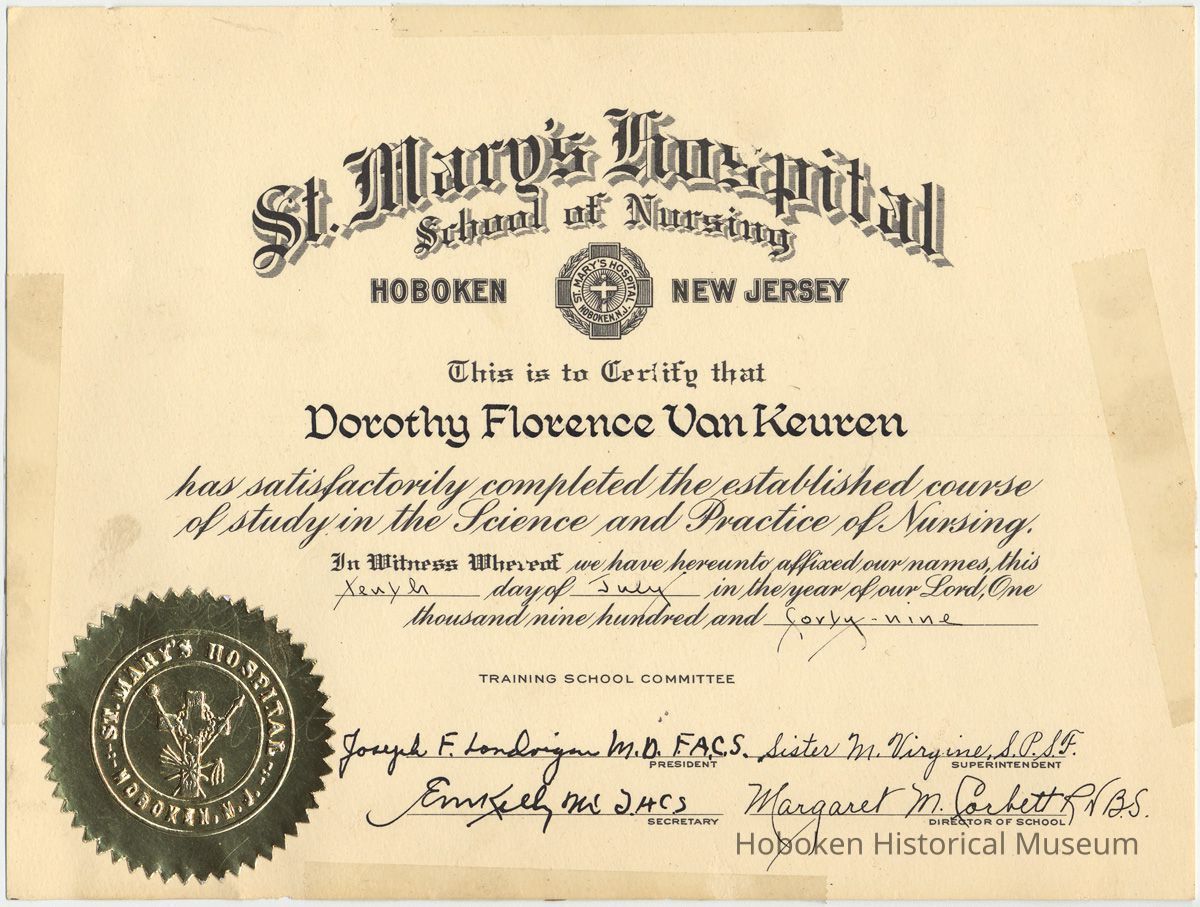 St. Mary's Hospital
School of Nursing
HOBOKEN NEW JERSEY
ST. MARY'S HOSPITAL
HOBOKEN, N.J.
This is to Certify that
Dorothy Florence Van Keuren
has satisfactorily completed the established course
of study in the Science and Practice of Nursing.
In Witness Whereof we have hereunto affixed our names, this
tenth day of July in the year of our Lord, One
thousand nine hundred and forty-nine
TRAINING SCHOOL COMMITTEE
ST. MARY'S HOSPITAL
HOBOKEN, N.J.
Joseph F. Londrigan M.D. F.A.C.S. Sister M. Virgine, S.P.S.F.
PRESIDENT SUPERINTENDENT
Kelly Margaret M. Corbett R N B.S.
SECRETARY DIRECTOR OF SCHOOL
Hoboken Historical Museum